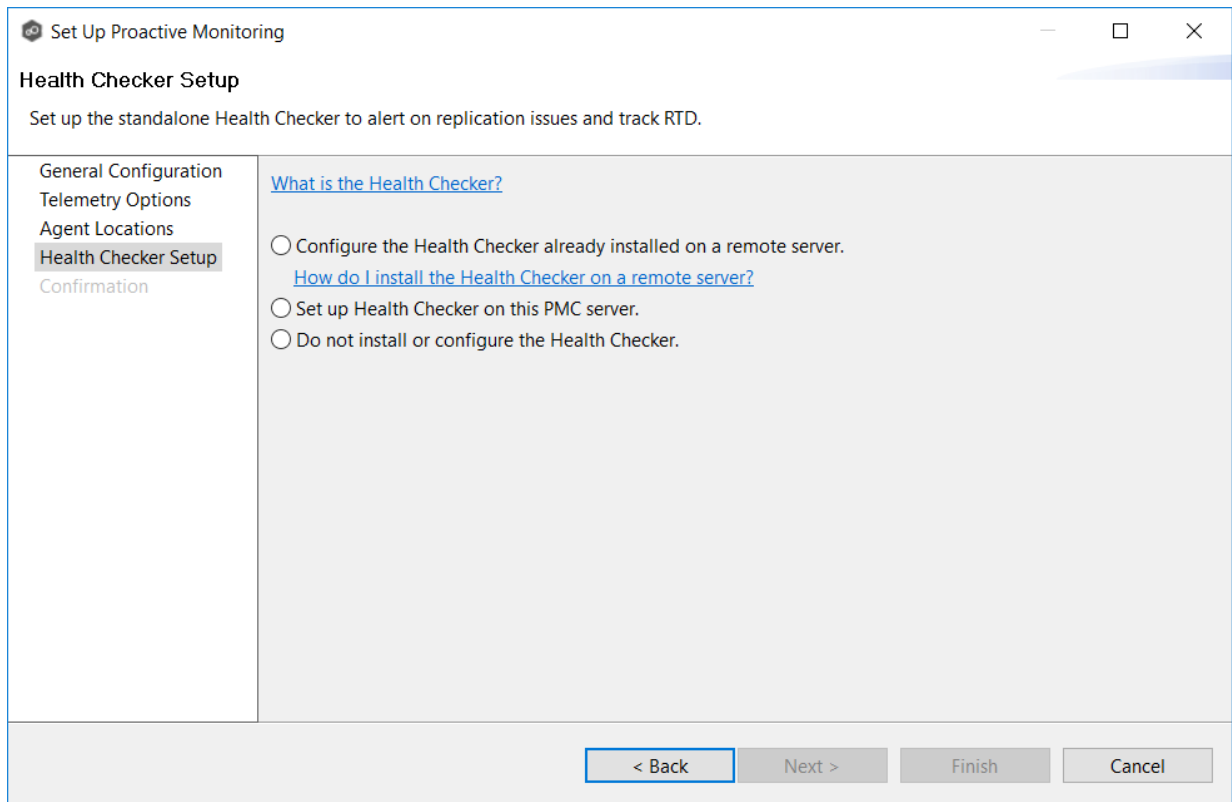 Set Up Proactive Monitoring
Health Checker Setup
Set up the standalone Health Checker to alert on replication issues and track RTD.
General Configuration
Telemetry Options
Agent Locations
Health Checker Setup
Confirmation
What is the Health Checker?
Configure the Health Checker already installed on a remote server.
How do I install the Health Checker on a remote server?
Set up Health Checker on this PMC server.
Do not install or configure the Health Checker.
< Back
Next >
Finish
Cancel